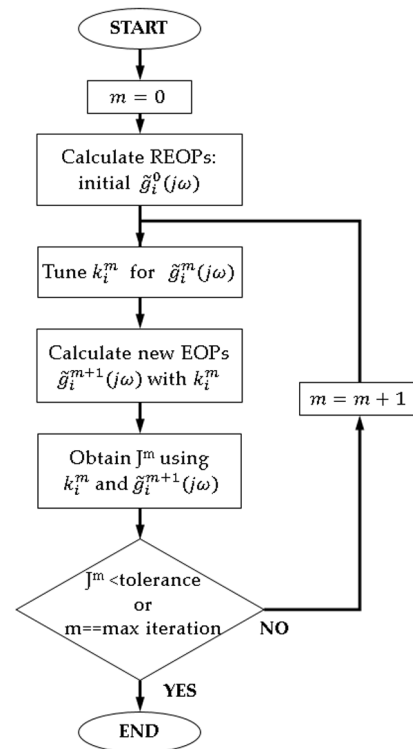 START
m = 0
Calculate REOPs:
initial g̃ᵢ⁰(jω)
Tune kᵢᵐ for g̃ᵢᵐ(jω)
Calculate new EOPs
g̃ᵢᵐ⁺¹(jω) with kᵢᵐ
m = m + 1
Obtain Jᵐ using
kᵢᵐ and g̃ᵢᵐ⁺¹(jω)
Jᵐ <tolerance
or
m==max iteration
NO
YES
END